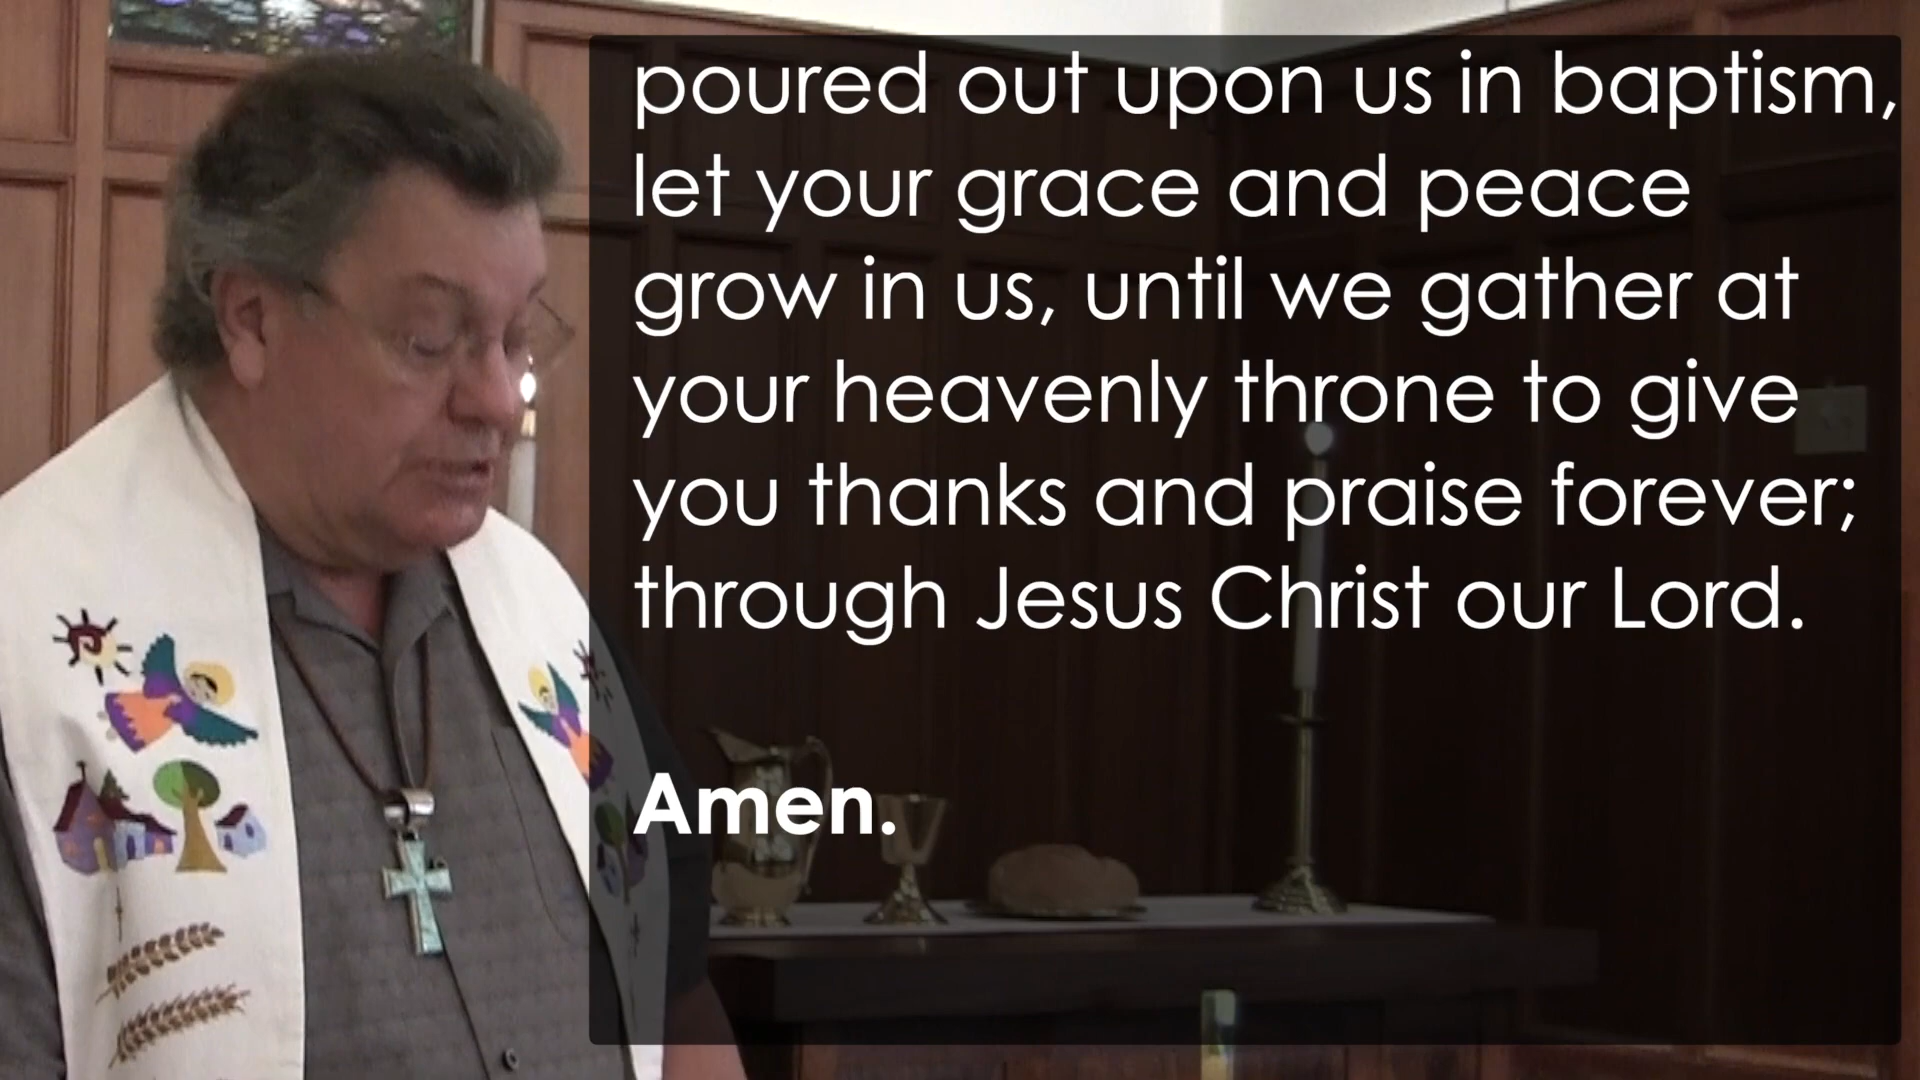 poured out upon us in baptism,
let your grace and peace
grow in us, until we gather at
your heavenly throne to give
you thanks and praise forever;
through Jesus Christ our Lord.
Amen.